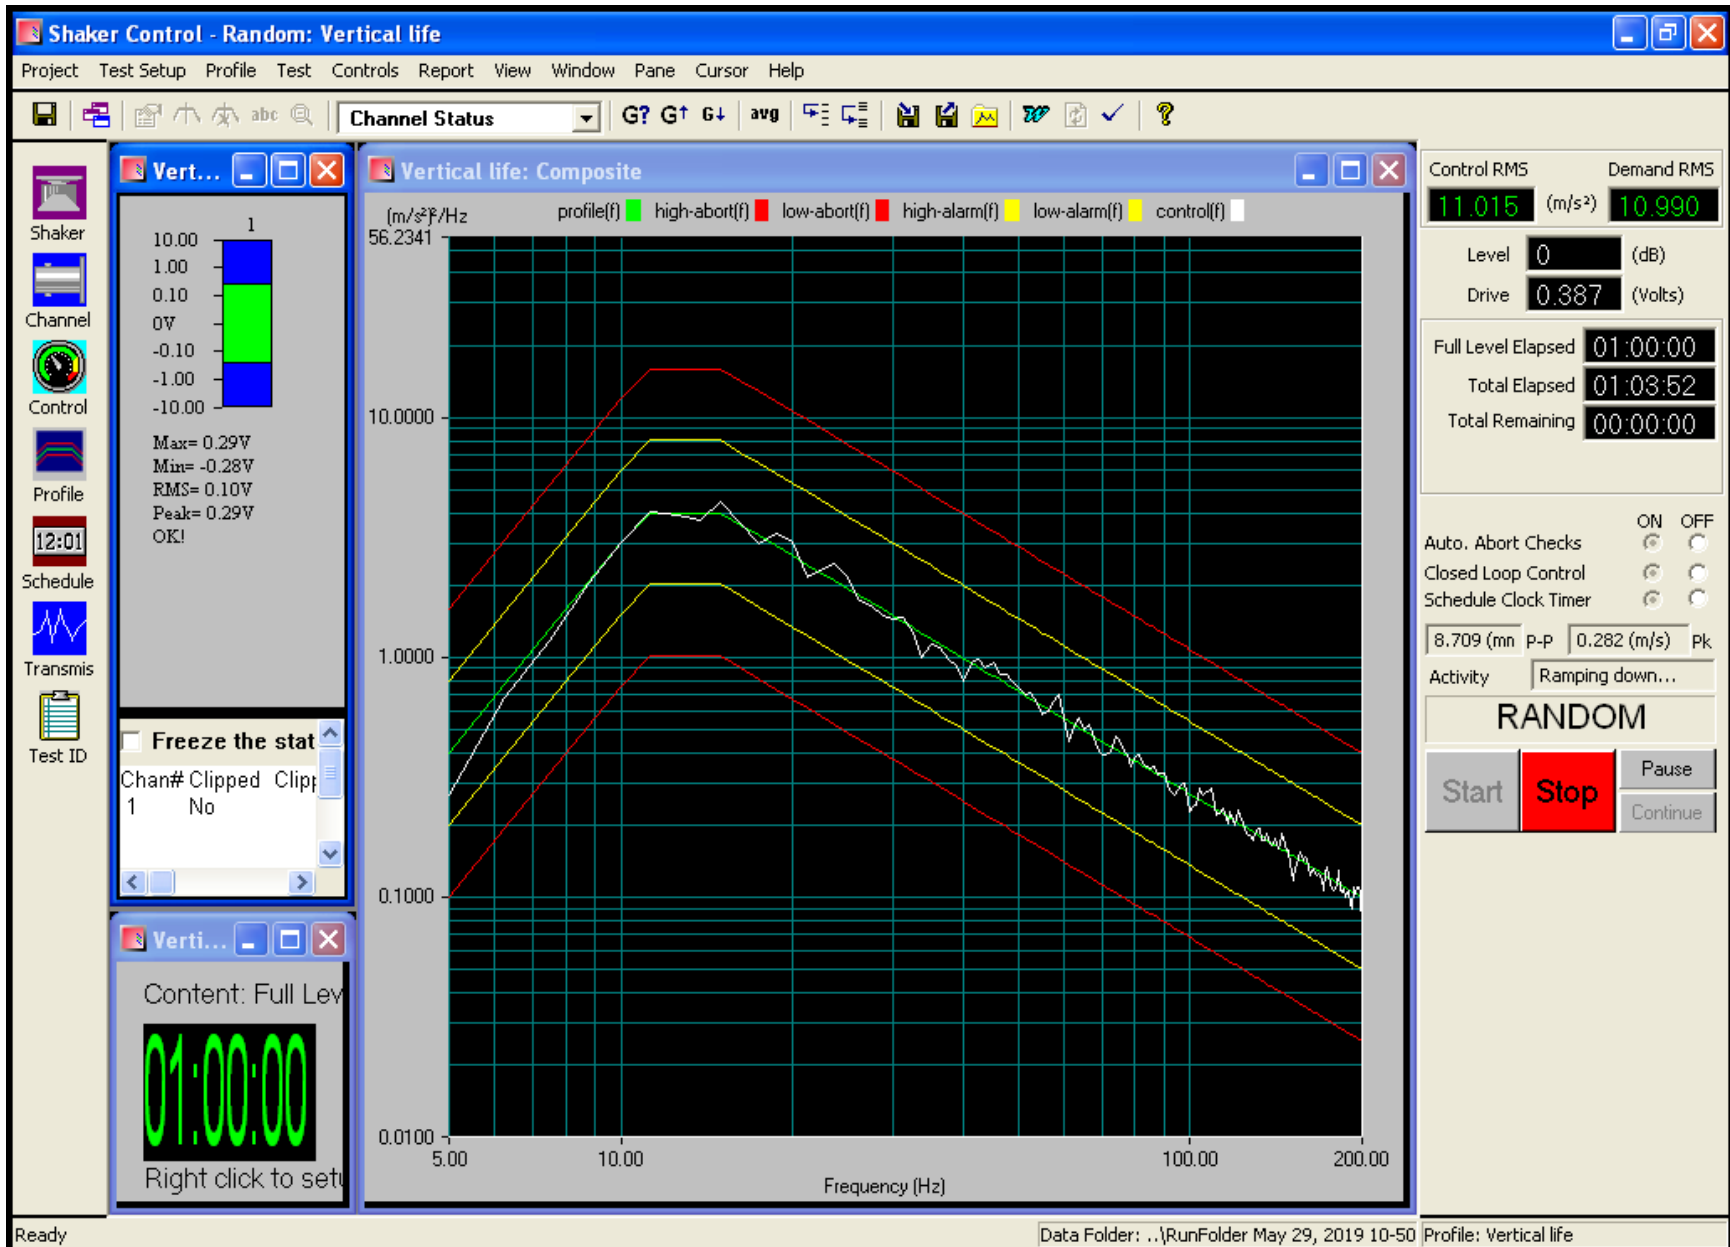 Shaker Control - Random: Vertical life
Project Test Setup Profile Test Controls Report View Window Pane Cursor Help
abc Channel Status G? G↑ G↓ avg ?
Shaker
Channel
Control
Profile
12:01
Schedule
Transmis
Test ID
Vert...
1
10.00
1.00
0.10
0V
-0.10
-1.00
-10.00
Max= 0.29V
Min= -0.28V
RMS= 0.10V
Peak= 0.29V
OK!
Freeze the stat
Chan# Clipped Clipp
1 No
Verti...
Content: Full Lev
01:00:00
Right click to setu
Vertical life: Composite
(m/s²)²/Hz profile(f) high-abort(f) low-abort(f) high-alarm(f) low-alarm(f) control(f)
56.2341
10.0000
1.0000
0.1000
0.0100
5.00 10.00 100.00 200.00
Frequency (Hz)
Control RMS Demand RMS
11.015 (m/s²) 10.990
Level 0 (dB)
Drive 0.387 (Volts)
Full Level Elapsed 01:00:00
Total Elapsed 01:03:52
Total Remaining 00:00:00
ON OFF
Auto. Abort Checks
Closed Loop Control
Schedule Clock Timer
8.709 (mn P-P 0.282 (m/s) Pk
Activity Ramping down...
RANDOM
Start Stop Pause
Continue
Ready Data Folder: ..\RunFolder May 29, 2019 10-50 Profile: Vertical life